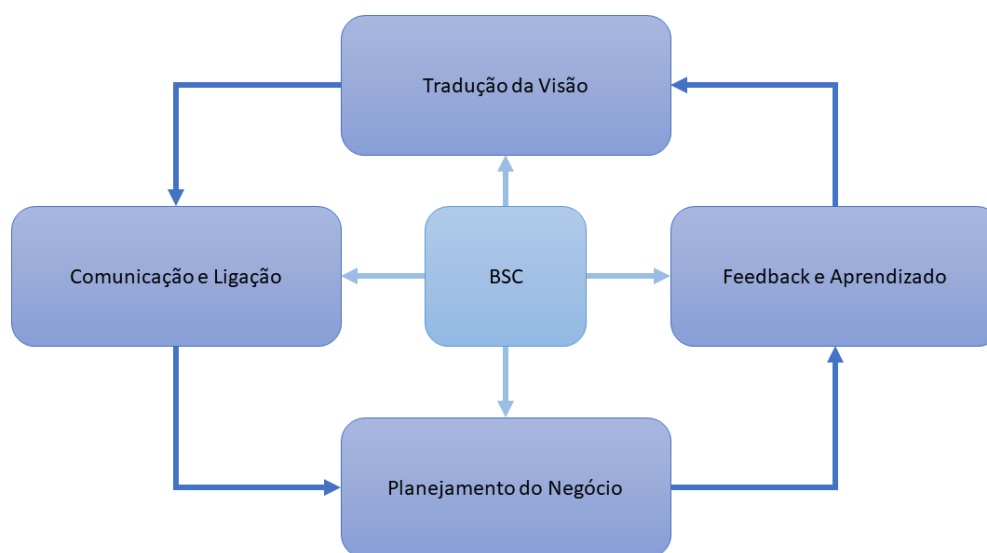 Tradução da Visão
Comunicação e Ligação
BSC
Feedback e Aprendizado
Planejamento do Negócio